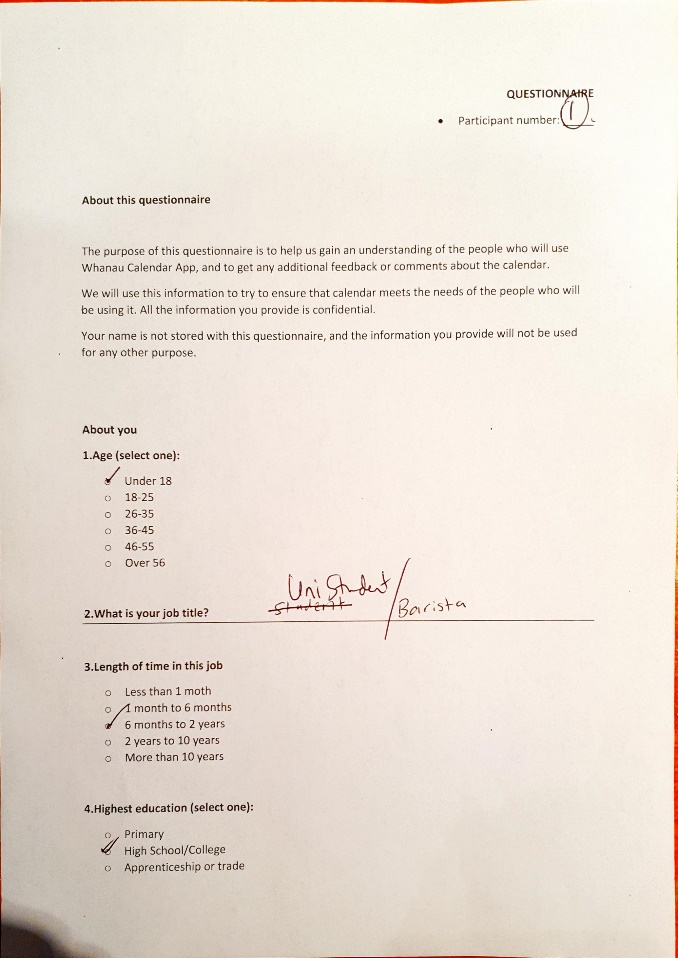 QUESTIONNAIRE
• Participant number: 1
About this questionnaire
The purpose of this questionnaire is to help us gain an understanding of the people who will use
Whanau Calendar App, and to get any additional feedback or comments about the calendar.
We will use this information to try to ensure that calendar meets the needs of the people who will
be using it. All the information you provide is confidential.
Your name is not stored with this questionnaire, and the information you provide will not be used
for any other purpose.
About you
1.Age (select one):
Under 18
18-25
26-35
36-45
46-55
Over 56
Uni Student/
2.What is your job title? Student Barista
3.Length of time in this job
Less than 1 moth
1 month to 6 months
6 months to 2 years
2 years to 10 years
More than 10 years
4.Highest education (select one):
Primary
High School/College
Apprenticeship or trade